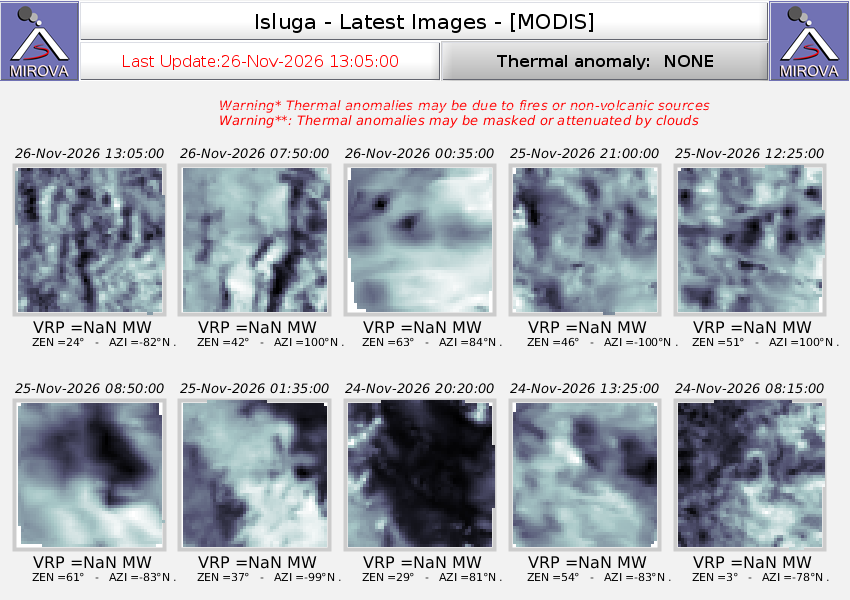 Isluga - Latest Images - [MODIS]
MIROVA
Last Update:26-Nov-2026 13:05:00
Thermal anomaly: NONE
MIROVA
Warning* Thermal anomalies may be due to fires or non-volcanic sources
Warning**: Thermal anomalies may be masked or attenuated by clouds
26-Nov-2026 13:05:00 26-Nov-2026 07:50:00 26-Nov-2026 00:35:00 25-Nov-2026 21:00:00 25-Nov-2026 12:25:00
VRP =NaN MW VRP =NaN MW VRP =NaN MW VRP =NaN MW VRP =NaN MW
ZEN =24° - AZI =-82°N . ZEN =42° - AZI =100°N . ZEN =63° - AZI =84°N . ZEN =46° - AZI =-100°N . ZEN =51° - AZI =100°N .
25-Nov-2026 08:50:00 25-Nov-2026 01:35:00 24-Nov-2026 20:20:00 24-Nov-2026 13:25:00 24-Nov-2026 08:15:00
VRP =NaN MW VRP =NaN MW VRP =NaN MW VRP =NaN MW VRP =NaN MW
ZEN =61° - AZI =-83°N . ZEN =37° - AZI =-99°N . ZEN =29° - AZI =81°N . ZEN =54° - AZI =-83°N . ZEN =3° - AZI =-78°N .